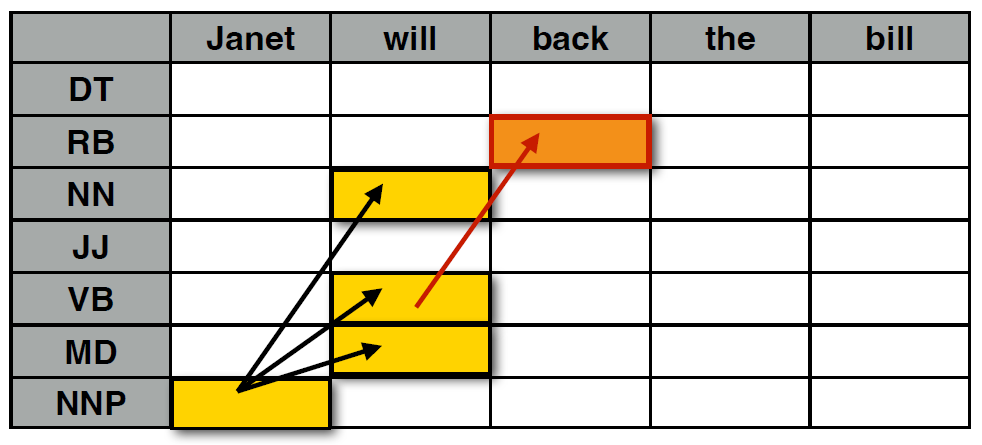 Janet will back the bill
DT
RB
NN
JJ
VB
MD
NNP